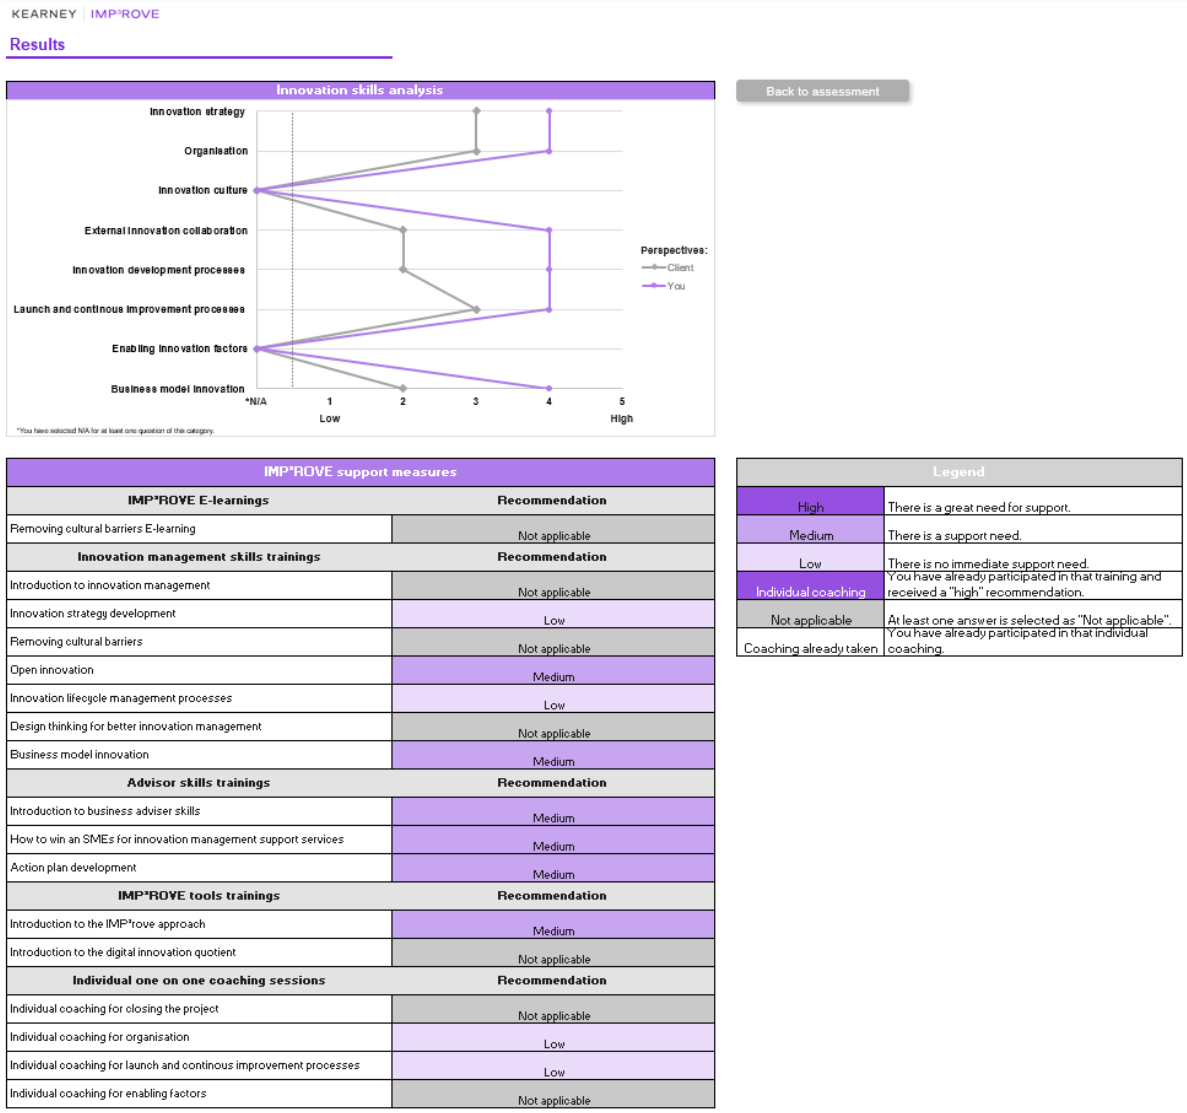 KEARNEY IMP³ROVE
Results
Innovation skills analysis
Back to assessment
Innovation strategy
Organisation
Innovation culture
External innovation collaboration
Innovation development processes
Launch and continous improvement processes
Enabling innovation factors
Business model innovation
Perspectives:
Client
You
*N/A 1 2 3 4 5
Low High
*You have selected N/A for at least one question of this category.
IMP³ROVE support measures
IMP³ROVE E-learnings Recommendation
Removing cultural barriers E-learning Not applicable
Innovation management skills trainings Recommendation
Introduction to innovation management Not applicable
Innovation strategy development Low
Removing cultural barriers Not applicable
Open innovation Medium
Innovation lifecycle management processes Low
Design thinking for better innovation management Not applicable
Business model innovation Medium
Advisor skills trainings Recommendation
Introduction to business adviser skills Medium
How to win an SMEs for innovation management support services Medium
Action plan development Medium
IMP³ROVE tools trainings Recommendation
Introduction to the IMP³rove approach Medium
Introduction to the digital innovation quotient Not applicable
Individual one on one coaching sessions Recommendation
Individual coaching for closing the project Not applicable
Individual coaching for organisation Low
Individual coaching for launch and continous improvement processes Low
Individual coaching for enabling factors Not applicable
Legend
High There is a great need for support.
Medium There is a support need.
Low There is no immediate support need.
Individual coaching You have already participated in that training and
received a "high" recommendation.
Not applicable At least one answer is selected as "Not applicable".
Coaching already taken You have already participated in that individual
coaching.